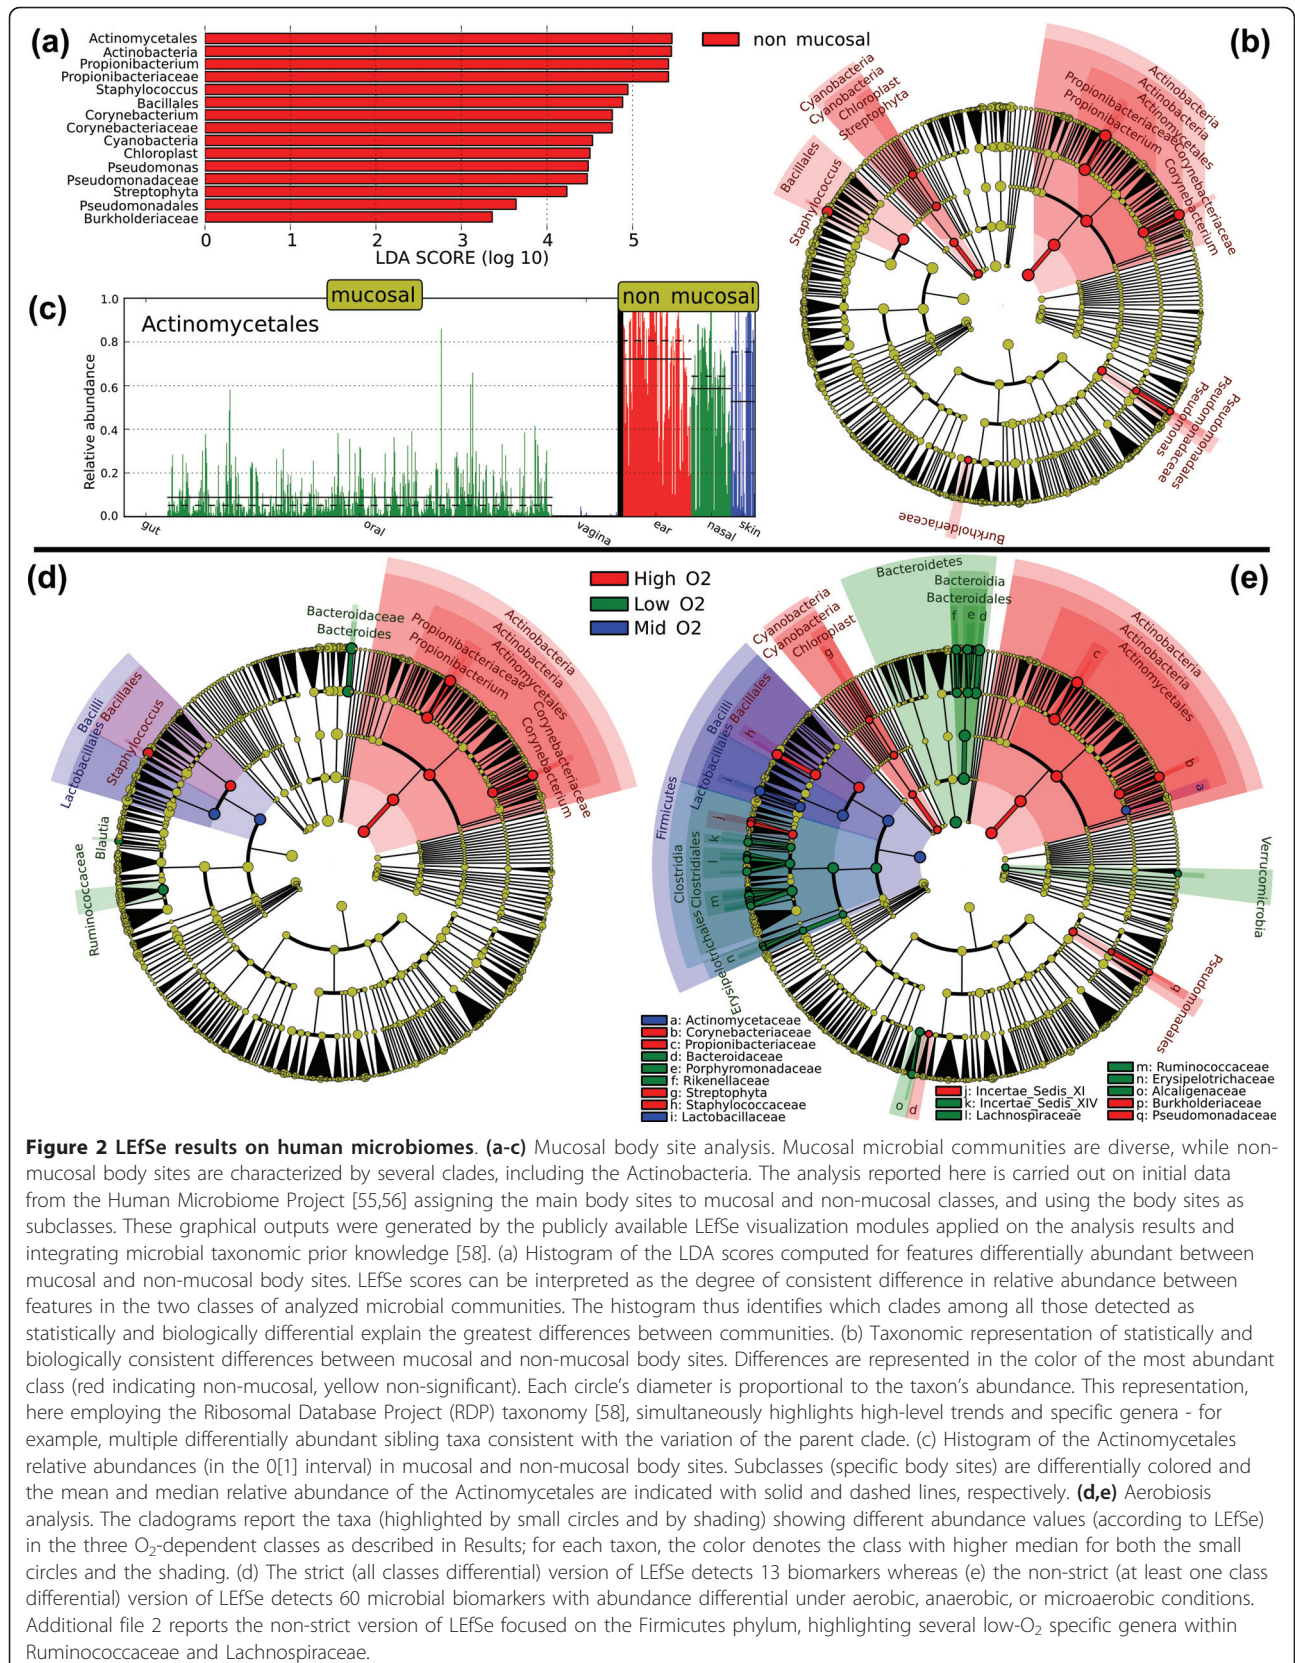 (a)
Actinomycetales
Actinobacteria
Propionibacterium
Propionibacteriaceae
Staphylococcus
Bacillales
Corynebacterium
Corynebacteriaceae
Cyanobacteria
Chloroplast
Pseudomonas
Pseudomonadaceae
Streptophyta
Pseudomonadales
Burkholderiaceae
0 1 2 3 4 5
LDA SCORE (log 10)
non mucosal
(b)
Cyanobacteria
Cyanobacteria
Chloroplast
Streptophyta
Bacillales
Staphylococcus
Actinobacteria
Actinobacteria
Actinomycetales
Propionibacteriaceae
Propionibacterium
Corynebacteriaceae
Corynebacterium
Pseudomonadales
Pseudomonadaceae
Pseudomonas
Burkholderiaceae
(c)
mucosal
non mucosal
Actinomycetales
Relative abundance
1.0
0.8
0.6
0.4
0.2
0.0
gut oral vagina ear nasal skin
(d)
High O2
Low O2
Mid O2
Bacteroidaceae
Bacteroides
Actinobacteria
Actinobacteria
Actinomycetales
Propionibacteriaceae
Propionibacterium
Corynebacteriaceae
Corynebacterium
Bacilli
Bacillales
Lactobacillales
Staphylococcus
Blautia
Ruminococcaceae
(e)
Bacteroidetes
Bacteroidia
Bacteroidales
f e d
Cyanobacteria
Cyanobacteria
Chloroplast
g
Actinobacteria
Actinobacteria
Actinomycetales
c
b
a
Firmicutes
Bacilli
Bacillales
Lactobacillales
h
i
j
k
l
m
n
Clostridia
Clostridiales
Erysipelotrichales
Verrucomicrobia
Pseudomonadales
q
o
p
a: Actinomycetaceae
b: Corynebacteriaceae
c: Propionibacteriaceae
d: Bacteroidaceae
e: Porphyromonadaceae
f: Rikenellaceae
g: Streptophyta
h: Staphylococcaceae
i: Lactobacillaceae
j: Incertae_Sedis_XI
k: Incertae_Sedis_XIV
l: Lachnospiraceae
m: Ruminococcaceae
n: Erysipelotrichaceae
o: Alcaligenaceae
p: Burkholderiaceae
q: Pseudomonadaceae
Figure 2 LEfSe results on human microbiomes. (a-c) Mucosal body site analysis. Mucosal microbial communities are diverse, while non-
mucosal body sites are characterized by several clades, including the Actinobacteria. The analysis reported here is carried out on initial data
from the Human Microbiome Project [55,56] assigning the main body sites to mucosal and non-mucosal classes, and using the body sites as
subclasses. These graphical outputs were generated by the publicly available LEfSe visualization modules applied on the analysis results and
integrating microbial taxonomic prior knowledge [58]. (a) Histogram of the LDA scores computed for features differentially abundant between
mucosal and non-mucosal body sites. LEfSe scores can be interpreted as the degree of consistent difference in relative abundance between
features in the two classes of analyzed microbial communities. The histogram thus identifies which clades among all those detected as
statistically and biologically differential explain the greatest differences between communities. (b) Taxonomic representation of statistically and
biologically consistent differences between mucosal and non-mucosal body sites. Differences are represented in the color of the most abundant
class (red indicating non-mucosal, yellow non-significant). Each circle's diameter is proportional to the taxon's abundance. This representation,
here employing the Ribosomal Database Project (RDP) taxonomy [58], simultaneously highlights high-level trends and specific genera - for
example, multiple differentially abundant sibling taxa consistent with the variation of the parent clade. (c) Histogram of the Actinomycetales
relative abundances (in the 0[1] interval) in mucosal and non-mucosal body sites. Subclasses (specific body sites) are differentially colored and
the mean and median relative abundance of the Actinomycetales are indicated with solid and dashed lines, respectively. (d,e) Aerobiosis
analysis. The cladograms report the taxa (highlighted by small circles and by shading) showing different abundance values (according to LEfSe)
in the three O₂-dependent classes as described in Results; for each taxon, the color denotes the class with higher median for both the small
circles and the shading. (d) The strict (all classes differential) version of LEfSe detects 13 biomarkers whereas (e) the non-strict (at least one class
differential) version of LEfSe detects 60 microbial biomarkers with abundance differential under aerobic, anaerobic, or microaerobic conditions.
Additional file 2 reports the non-strict version of LEfSe focused on the Firmicutes phylum, highlighting several low-O₂ specific genera within
Ruminococcaceae and Lachnospiraceae.